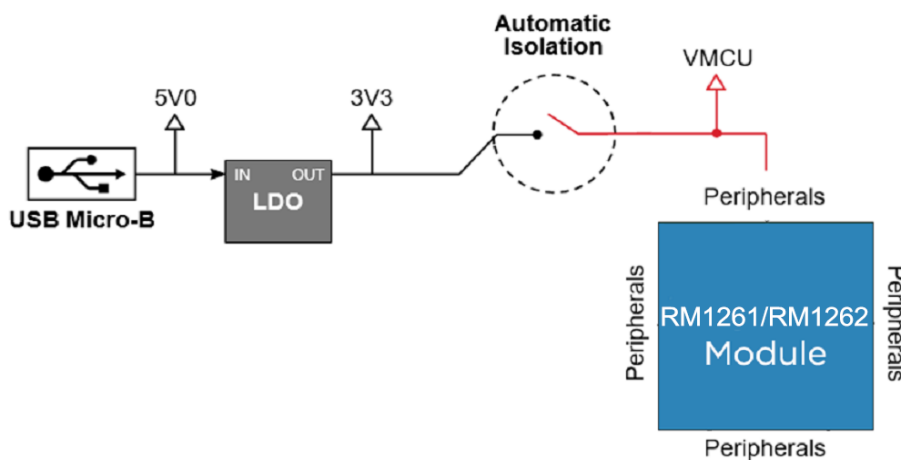 Automatic
Isolation
VMCU
5V0
3V3
IN
OUT
LDO
USB Micro-B
Peripherals
Peripherals
RM1261/RM1262
Module
Peripherals
Peripherals